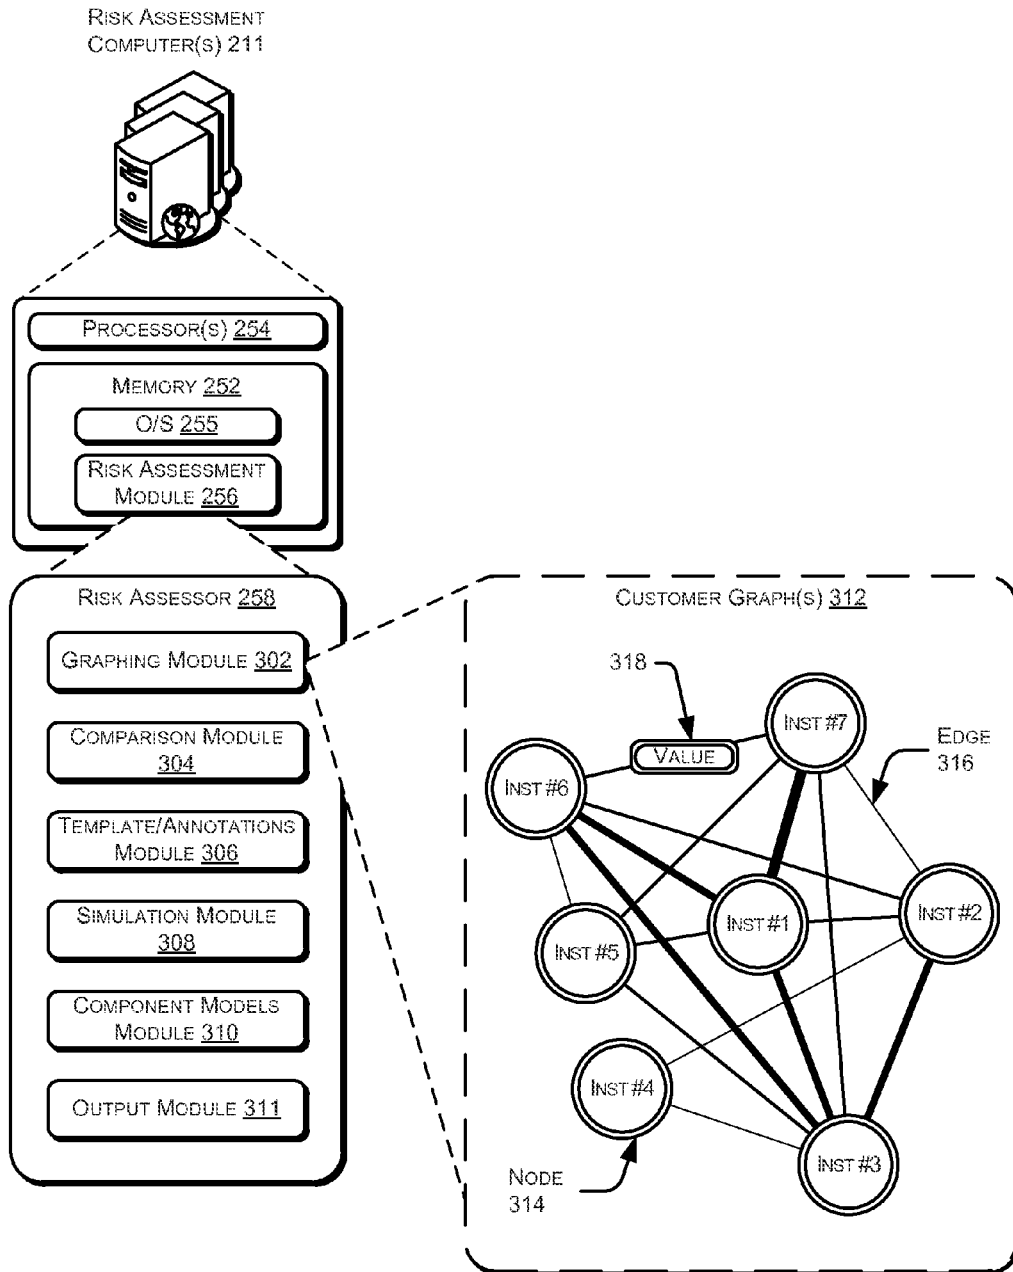 RISK ASSESSMENT
COMPUTER(S) 211
PROCESSOR(S) 254
MEMORY 252
O/S 255
RISK ASSESSMENT
MODULE 256
RISK ASSESSOR 258
GRAPHING MODULE 302
COMPARISON MODULE
304
TEMPLATE/ANNOTATIONS
MODULE 306
SIMULATION MODULE
308
COMPONENT MODELS
MODULE 310
OUTPUT MODULE 311
CUSTOMER GRAPH(S) 312
318
VALUE
INST #7
EDGE
316
INST #6
INST #1
INST #2
INST #5
INST #4
INST #3
NODE
314